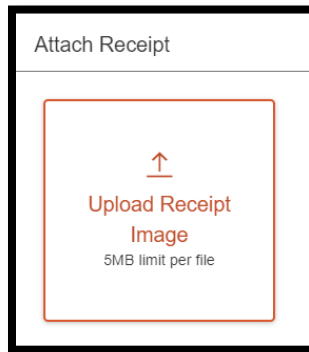 Attach Receipt
Upload Receipt
Image
5MB limit per file